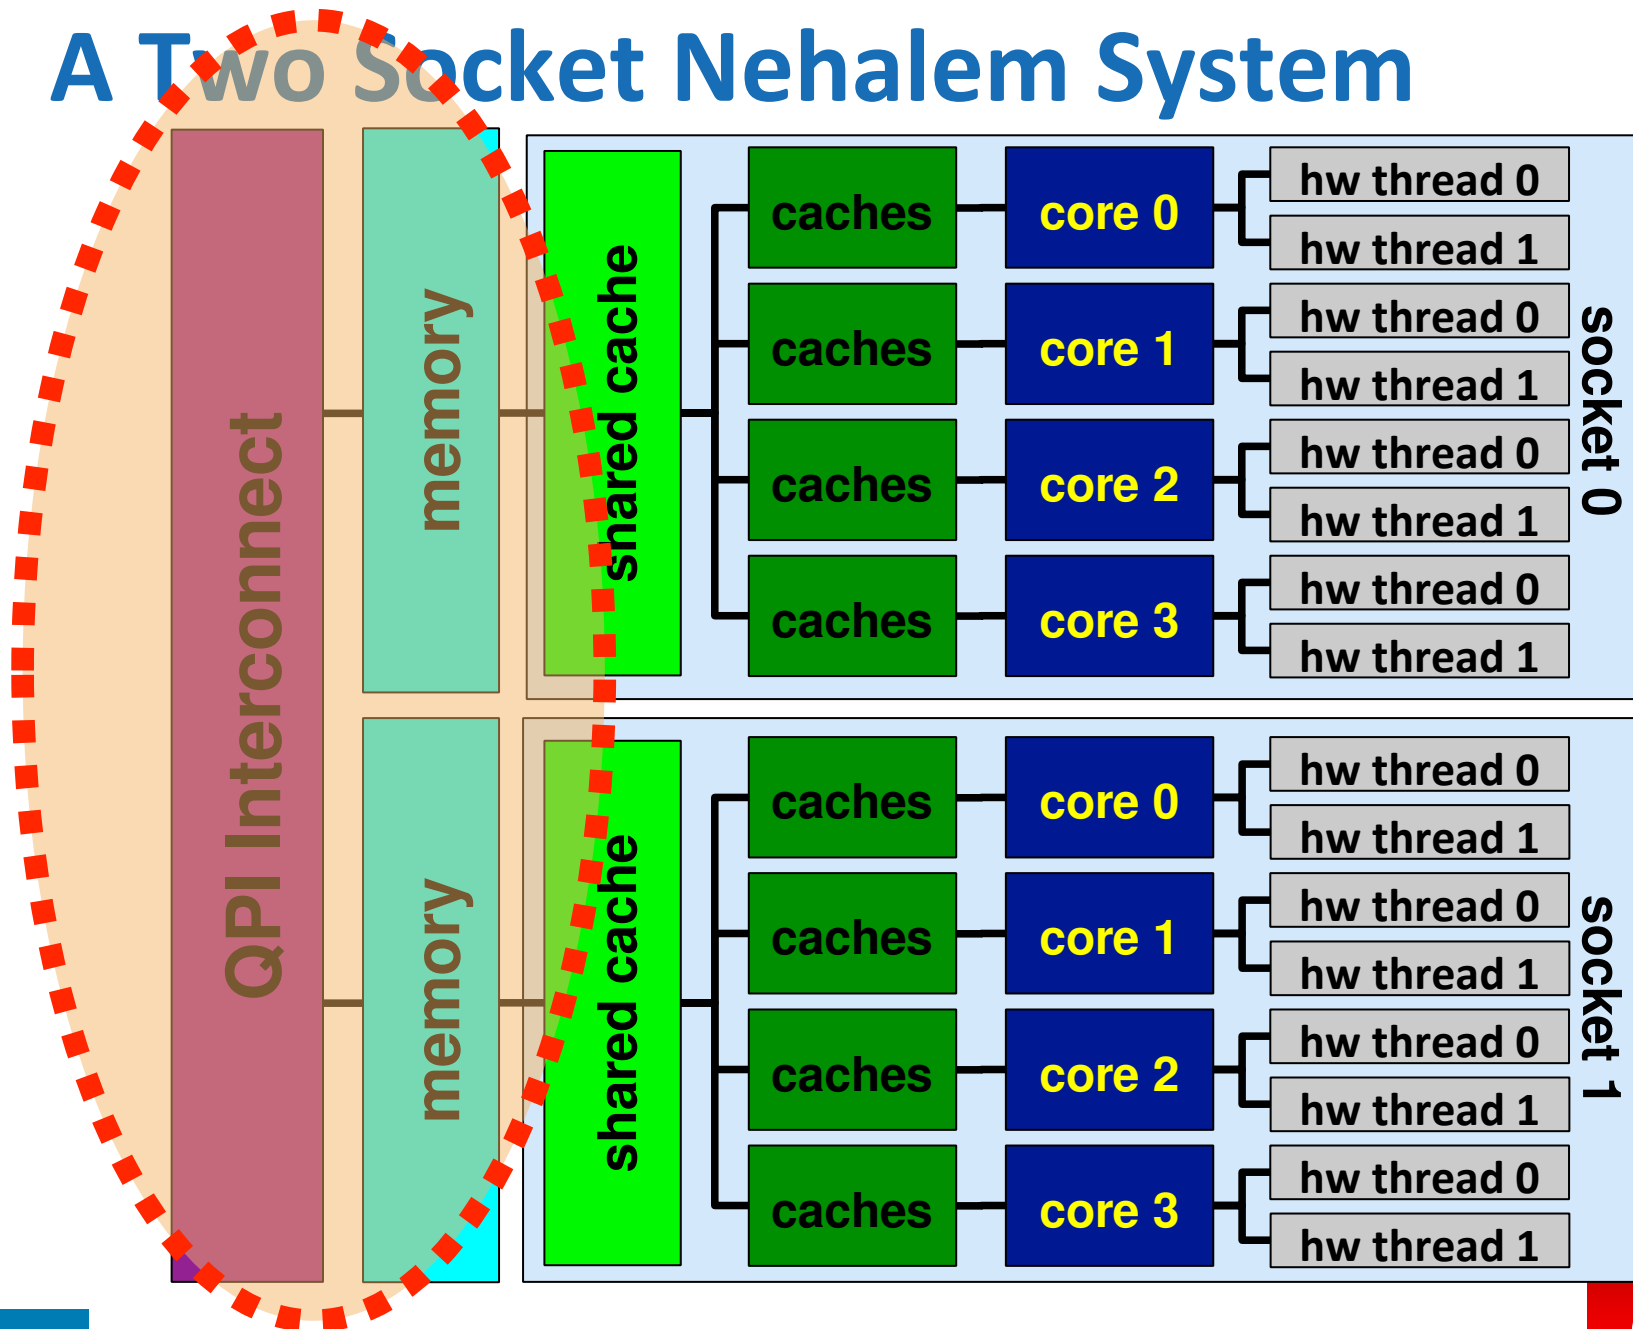 A Two Socket Nehalem System
QPI Interconnect
memory
shared cache
caches
core 0
hw thread 0
hw thread 1
caches
core 1
hw thread 0
hw thread 1
caches
core 2
hw thread 0
hw thread 1
caches
core 3
hw thread 0
hw thread 1
socket 0
memory
shared cache
caches
core 0
hw thread 0
hw thread 1
caches
core 1
hw thread 0
hw thread 1
caches
core 2
hw thread 0
hw thread 1
caches
core 3
hw thread 0
hw thread 1
socket 1